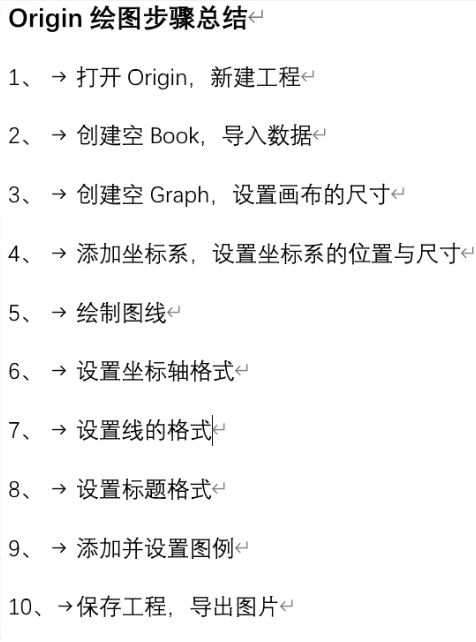 Origin 绘图步骤总结
1、 → 打开 Origin，新建工程
2、 → 创建空 Book，导入数据
3、 → 创建空 Graph，设置画布的尺寸
4、 → 添加坐标系，设置坐标系的位置与尺寸
5、 → 绘制图线
6、 → 设置坐标轴格式
7、 → 设置线的格式
8、 → 设置标题格式
9、 → 添加并设置图例
10、→保存工程，导出图片